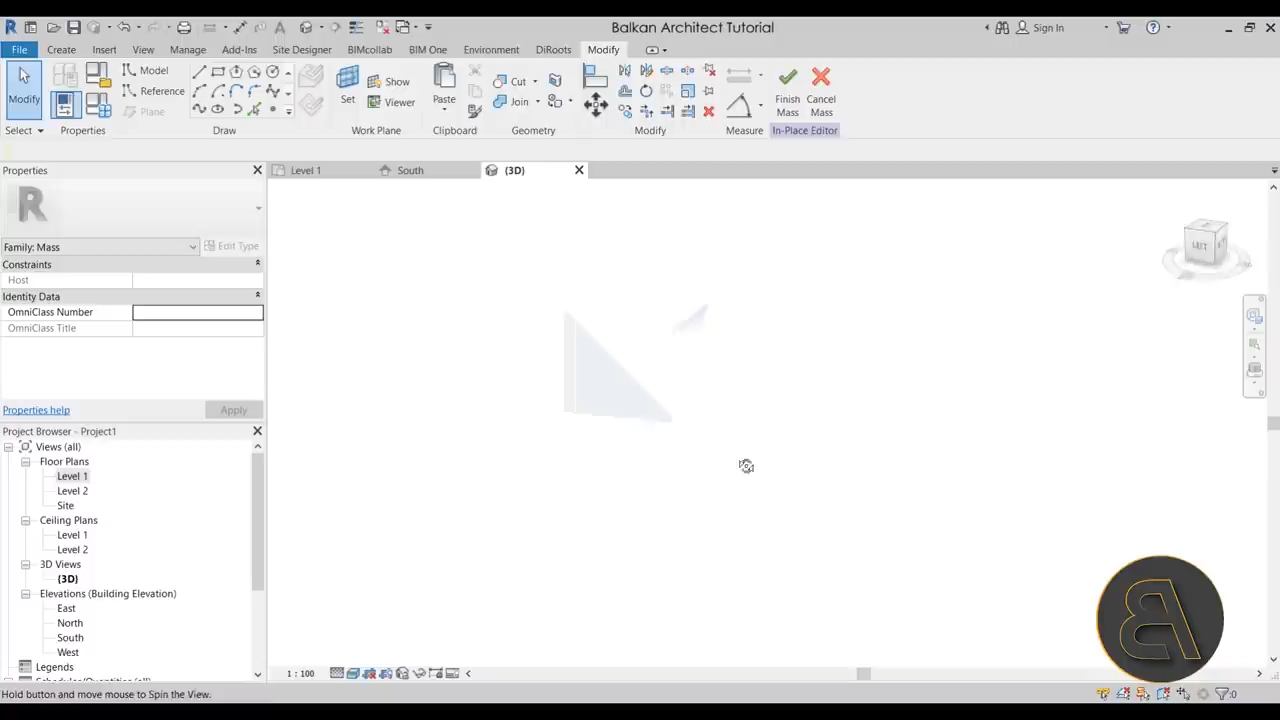 Balkan Architect Tutorial
Sign In
File Create Insert View Manage Add-Ins Site Designer BIMcollab BIM One Environment DiRoots Modify
Modify
Model
Reference
Plane
Set
Show
Viewer
Paste
Cut
Join
Finish Mass
Cancel Mass
Select Properties Draw Work Plane Clipboard Geometry Modify Measure In-Place Editor
Properties
Level 1
South
(3D)
Family: Mass
Edit Type
Constraints
Host
Identity Data
OmniClass Number
OmniClass Title
Properties help
Apply
Project Browser - Project1
Views (all)
Floor Plans
Level 1
Level 2
Site
Ceiling Plans
Level 1
Level 2
3D Views
(3D)
Elevations (Building Elevation)
East
North
South
West
Legends
Schedules/Quantities (all)
1 : 100
Hold button and move mouse to Spin the View.
:0